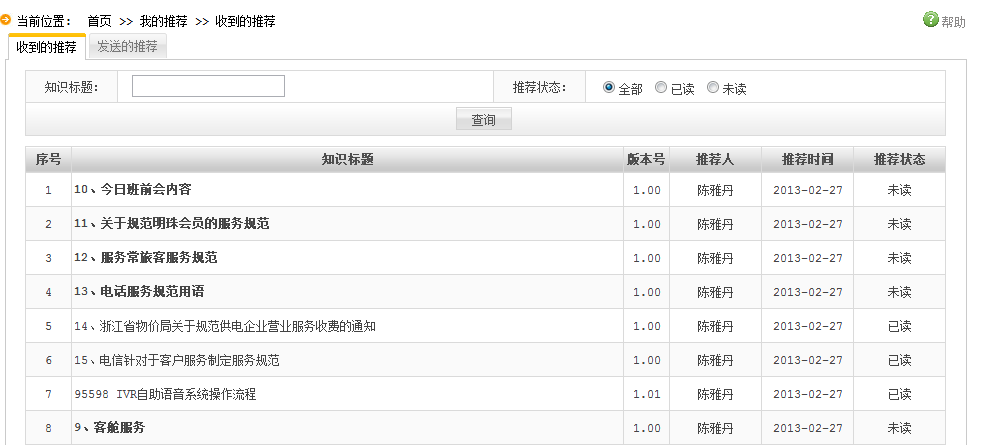 当前位置： 首页 >> 我的推荐 >> 收到的推荐 帮助
收到的推荐 发送的推荐
知识标题： 推荐状态： 全部 已读 未读
查询
序号 知识标题 版本号 推荐人 推荐时间 推荐状态
1 10、今日班前会内容 1.00 陈雅丹 2013-02-27 未读
2 11、关于规范明珠会员的服务规范 1.00 陈雅丹 2013-02-27 未读
3 12、服务常旅客服务规范 1.00 陈雅丹 2013-02-27 未读
4 13、电话服务规范用语 1.00 陈雅丹 2013-02-27 未读
5 14、浙江省物价局关于规范供电企业营业服务收费的通知 1.00 陈雅丹 2013-02-27 已读
6 15、电信针对于客户服务制定服务规范 1.00 陈雅丹 2013-02-27 已读
7 95598 IVR自助语音系统操作流程 1.01 陈雅丹 2013-02-27 已读
8 9、客舱服务 1.00 陈雅丹 2013-02-27 未读